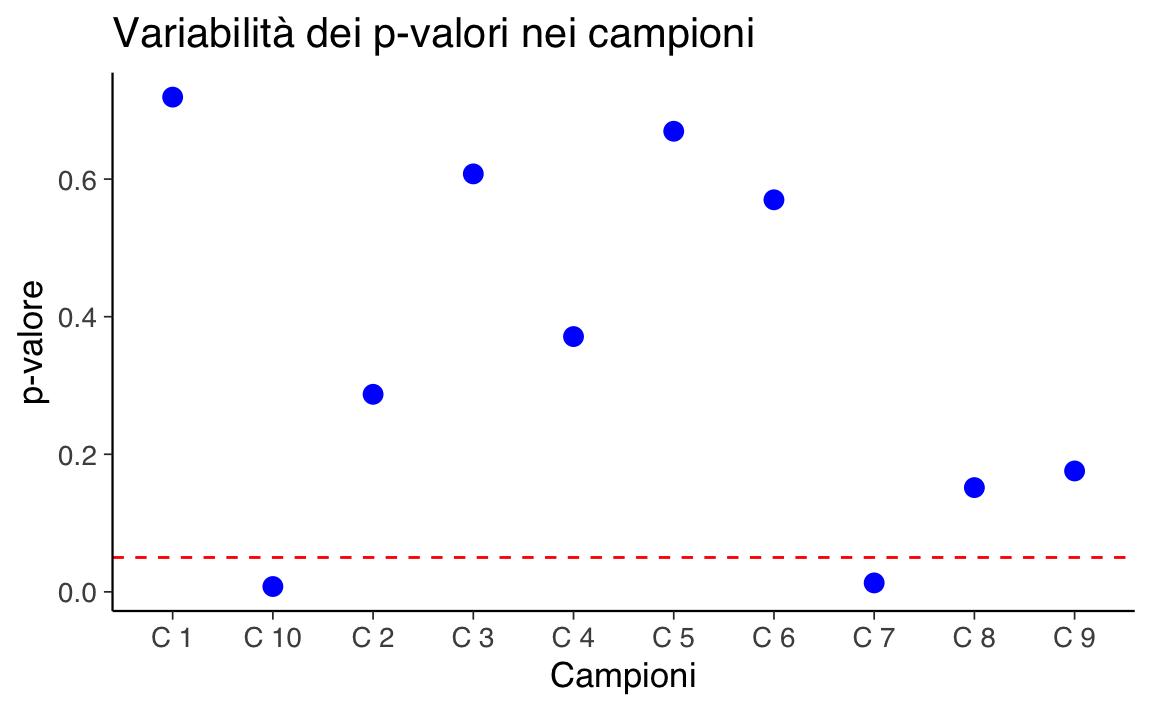 Variabilità dei p-valori nei campioni
p-valore
0.6
0.4
0.2
0.0
C 1 C 10 C 2 C 3 C 4 C 5 C 6 C 7 C 8 C 9
Campioni